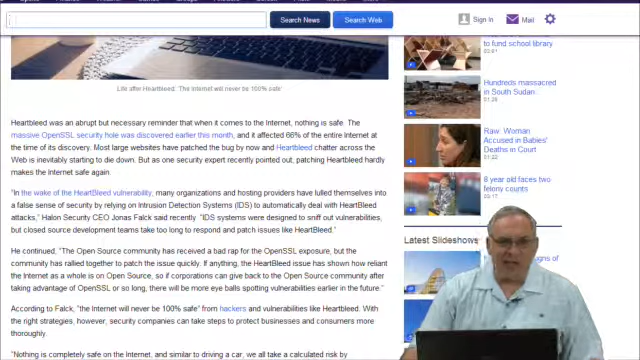 Search News
Search Web
Sign In
Mail
Life after Heartbleed: 'The Internet will never be 100% safe'
Heartbleed was an abrupt but necessary reminder that when it comes to the Internet, nothing is safe. The
massive OpenSSL security hole was discovered earlier this month, and it affected 66% of the entire Internet at
the time of its discovery. Most large websites have patched the bug by now and Heartbleed chatter across the
Web is inevitably starting to die down. But as one security expert recently pointed out, patching Heartbleed hardly
makes the Internet safe again.
"In the wake of the HeartBleed vulnerability, many organizations and hosting providers have lulled themselves into
a false sense of security by relying on Intrusion Detection Systems (IDS) to automatically deal with HeartBleed
attacks," Halon Security CEO Jonas Falck said recently. "IDS systems were designed to sniff out vulnerabilities,
but closed source development teams take too long to respond and patch issues like HeartBleed."
He continued, "The Open Source community has received a bad rap for the OpenSSL exposure, but the
community has rallied together to patch the issue quickly. If anything, the HeartBleed issue has shown how reliant
the Internet as a whole is on Open Source, so if corporations can give back to the Open Source community after
taking advantage of OpenSSL or so long, there will be more eye balls spotting vulnerabilities earlier in the future."
According to Falck, "the Internet will never be 100% safe" from hackers and vulnerabilities like Heartbleed. With
the right strategies, however, security companies can take steps to protect businesses and consumers more
thoroughly.
"Nothing is completely safe on the Internet, and similar to driving a car, we all take a calculated risk by
to fund school library
Hundreds massacred
in South Sudan
01:26
Raw: Woman
Accused in Babies'
Deaths in Court
01:22
8 year old faces two
felony counts
Latest Slideshows